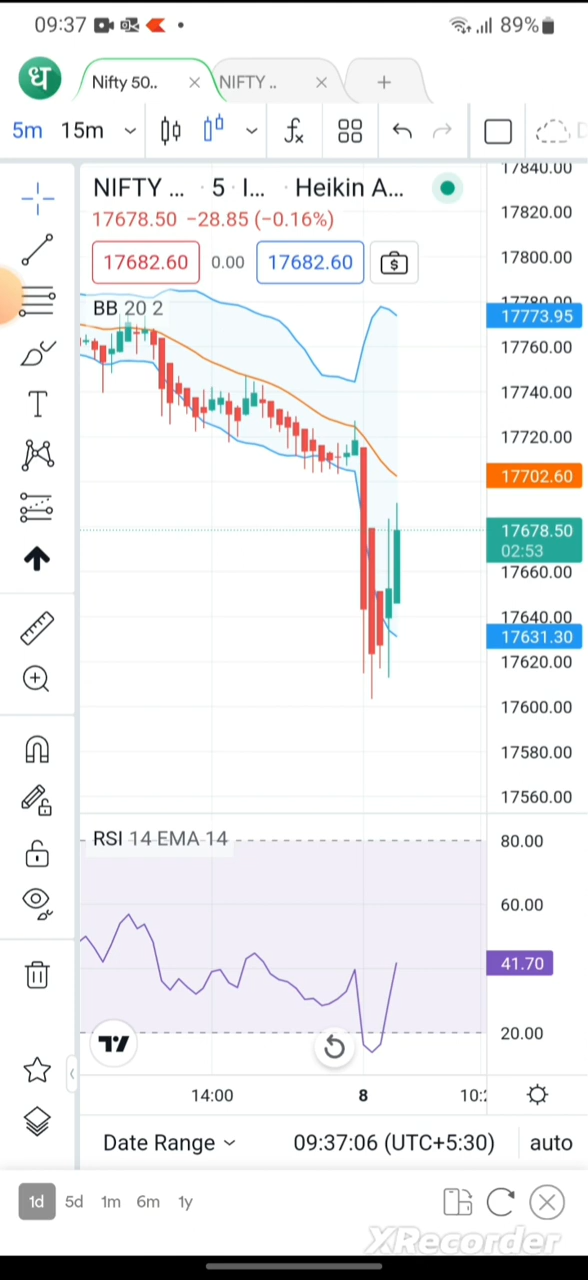 09:37 89%
ध Nifty 50.. × NIFTY .. × +
5m 15m fx
NIFTY ... · 5 · I... · Heikin A...
17678.50 −28.85 (−0.16%)
17682.60 0.00 17682.60
BB 20 2
17840.00
17820.00
17800.00
17780.00
17773.95
17760.00
17740.00
17720.00
17702.60
17678.50
02:53
17660.00
17640.00
17631.30
17620.00
17600.00
17580.00
17560.00
RSI 14 EMA 14
80.00
60.00
41.70
20.00
14:00 8 10:2
Date Range 09:37:06 (UTC+5:30) auto
1d 5d 1m 6m 1y
XRecorder